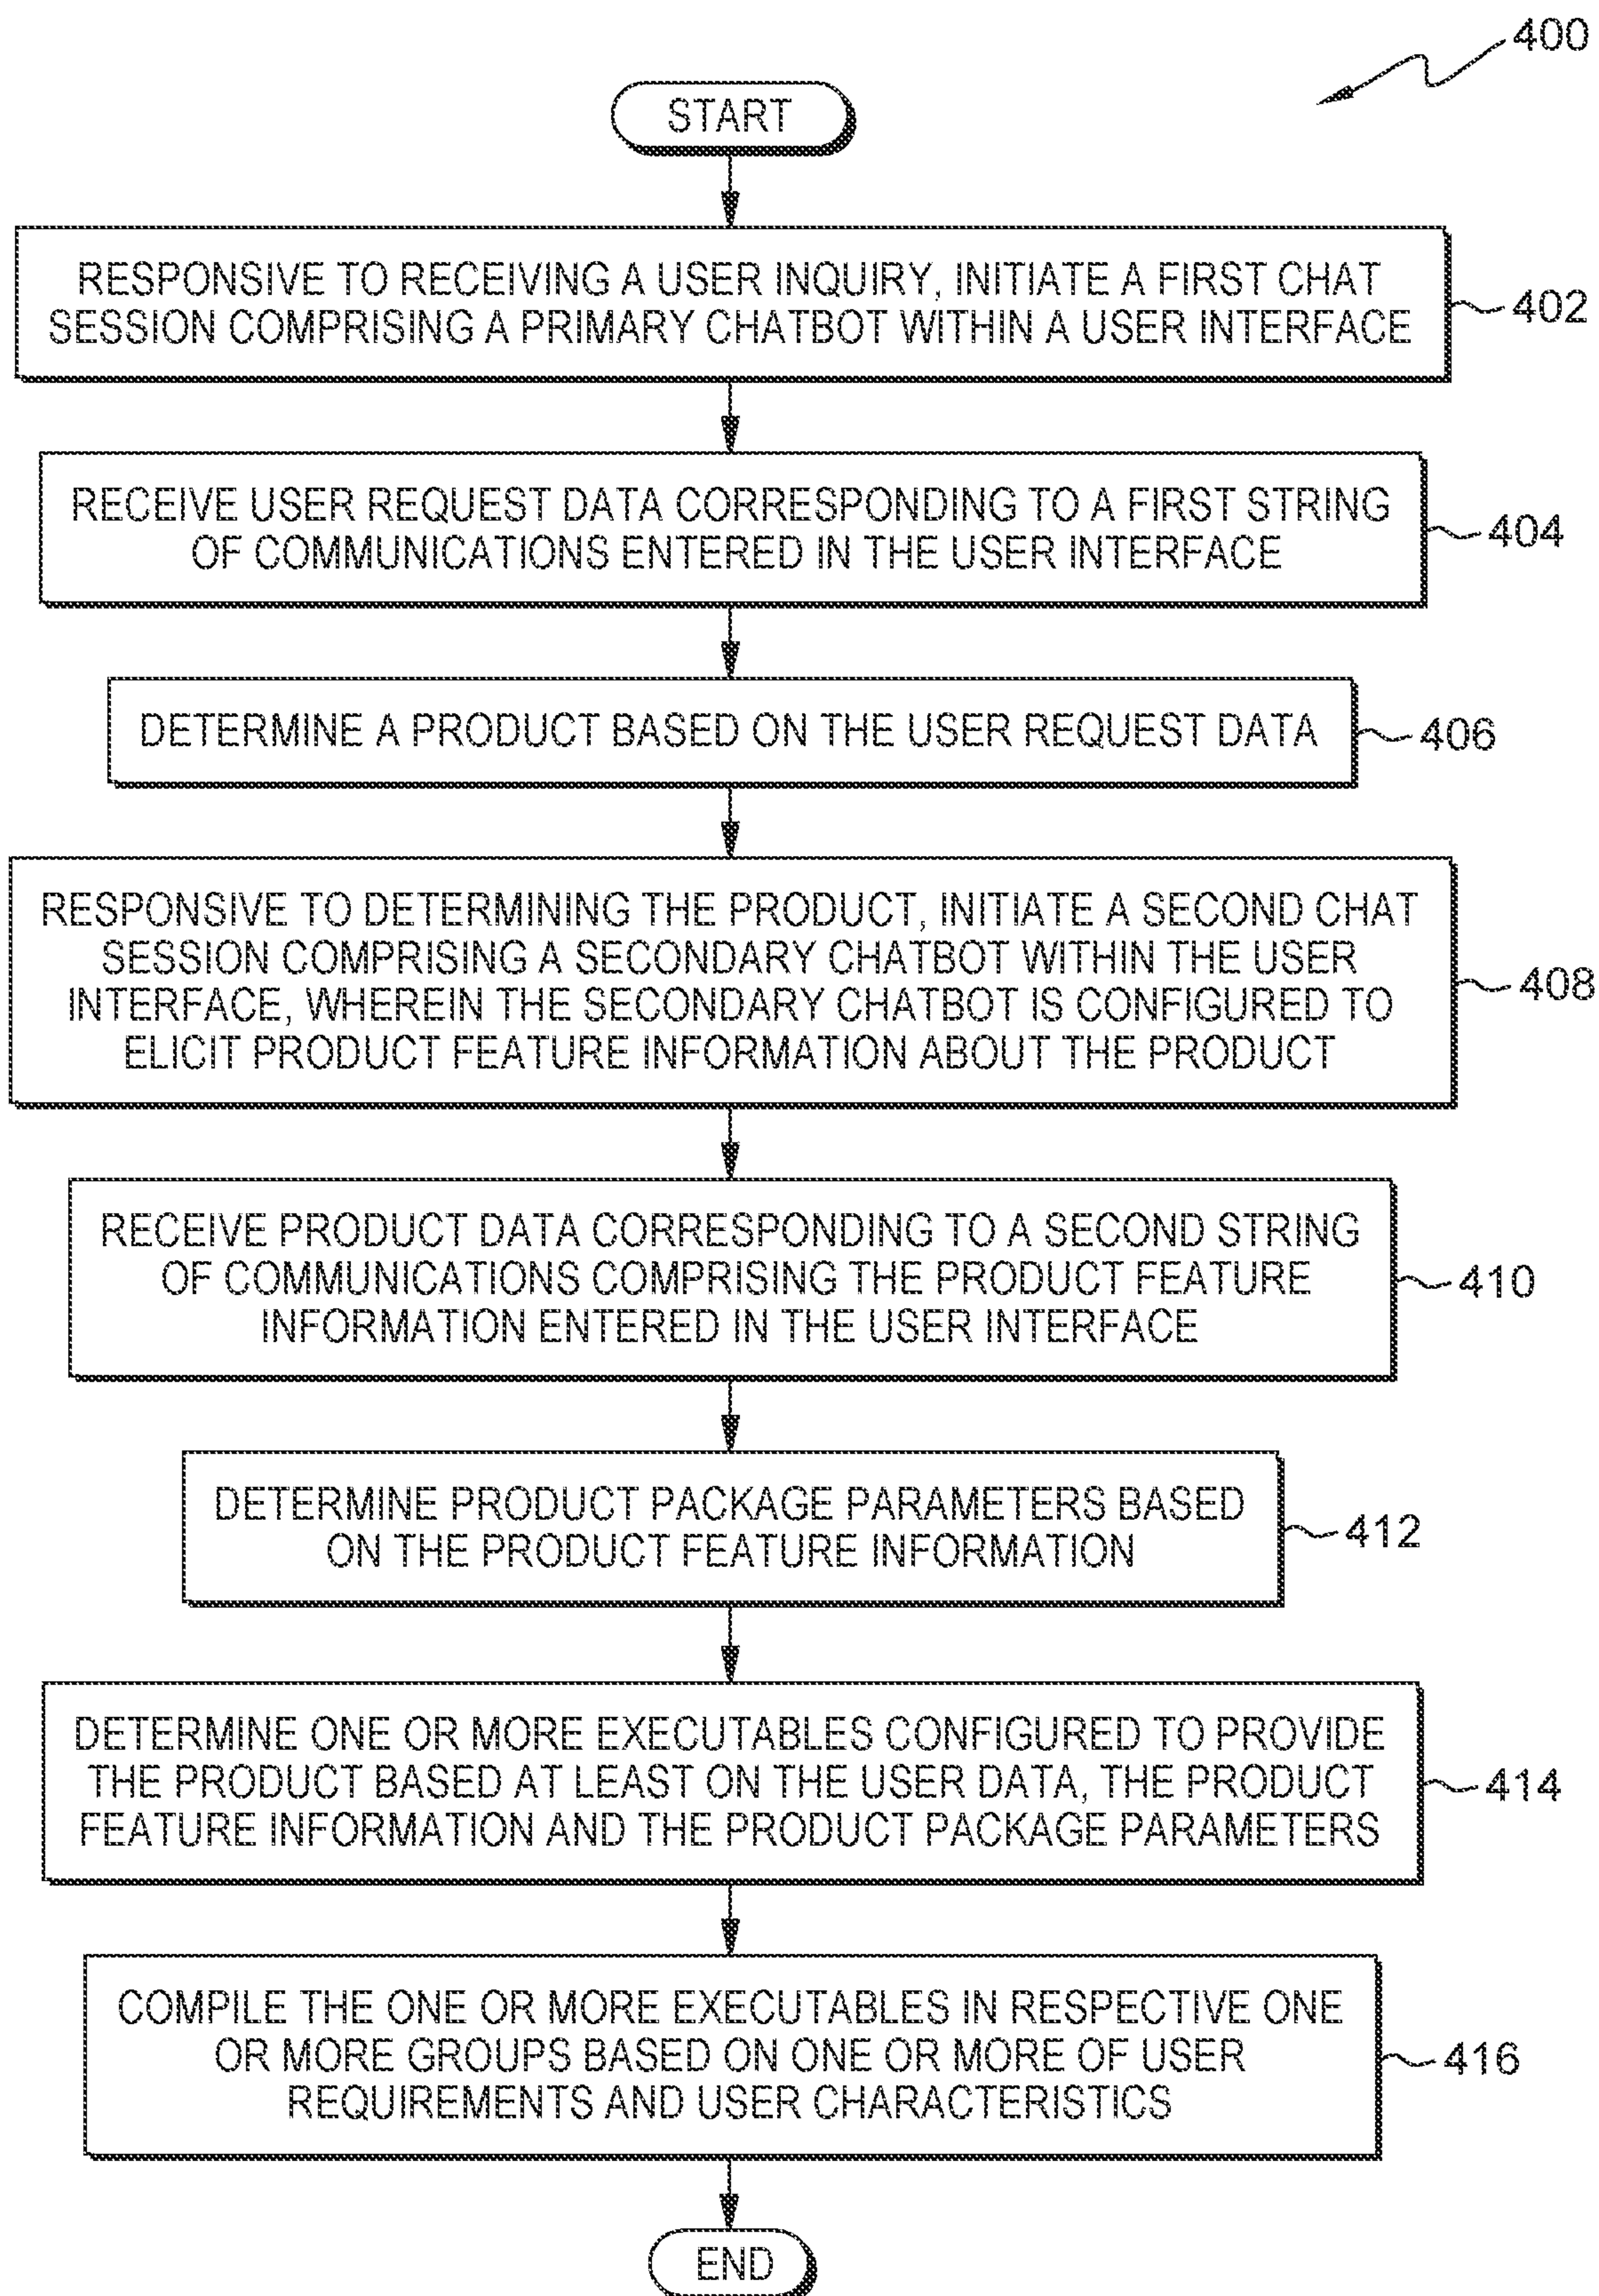 400
START
RESPONSIVE TO RECEIVING A USER INQUIRY, INITIATE A FIRST CHAT
SESSION COMPRISING A PRIMARY CHATBOT WITHIN A USER INTERFACE
402
RECEIVE USER REQUEST DATA CORRESPONDING TO A FIRST STRING
OF COMMUNICATIONS ENTERED IN THE USER INTERFACE
404
DETERMINE A PRODUCT BASED ON THE USER REQUEST DATA
406
RESPONSIVE TO DETERMINING THE PRODUCT, INITIATE A SECOND CHAT
SESSION COMPRISING A SECONDARY CHATBOT WITHIN THE USER
INTERFACE, WHEREIN THE SECONDARY CHATBOT IS CONFIGURED TO
ELICIT PRODUCT FEATURE INFORMATION ABOUT THE PRODUCT
408
RECEIVE PRODUCT DATA CORRESPONDING TO A SECOND STRING
OF COMMUNICATIONS COMPRISING THE PRODUCT FEATURE
INFORMATION ENTERED IN THE USER INTERFACE
410
DETERMINE PRODUCT PACKAGE PARAMETERS BASED
ON THE PRODUCT FEATURE INFORMATION
412
DETERMINE ONE OR MORE EXECUTABLES CONFIGURED TO PROVIDE
THE PRODUCT BASED AT LEAST ON THE USER DATA, THE PRODUCT
FEATURE INFORMATION AND THE PRODUCT PACKAGE PARAMETERS
414
COMPILE THE ONE OR MORE EXECUTABLES IN RESPECTIVE ONE
OR MORE GROUPS BASED ON ONE OR MORE OF USER
REQUIREMENTS AND USER CHARACTERISTICS
416
END